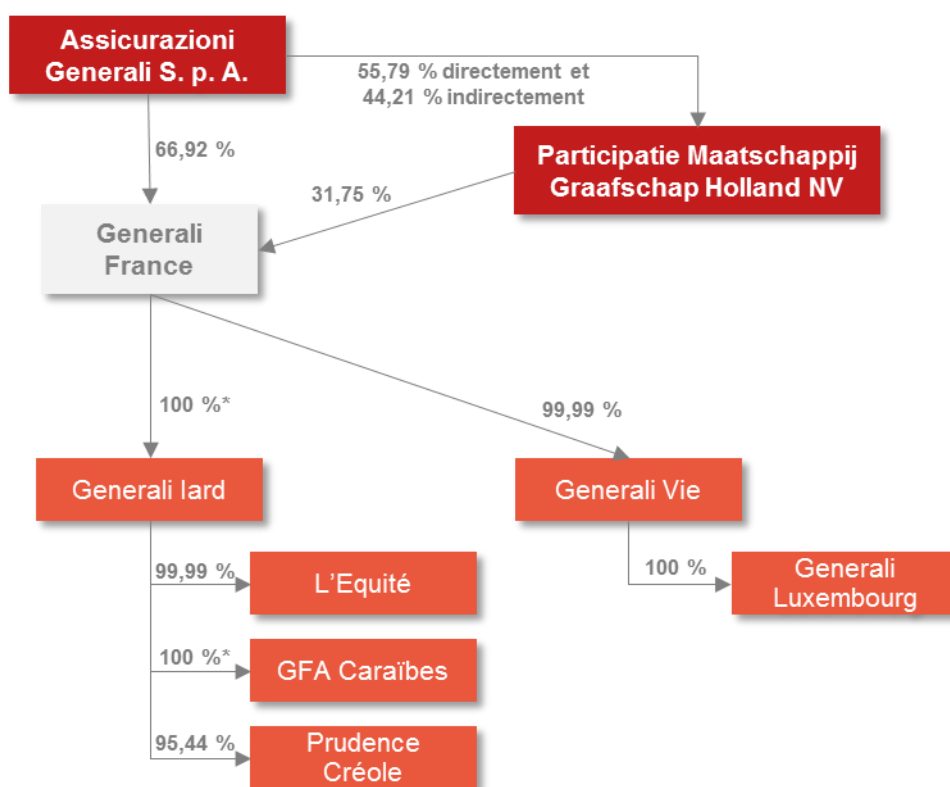 Assicurazioni
Generali S. p. A.
55,79 % directement et
44,21 % indirectement
66,92 %
Participatie Maatschappij
Graafschap Holland NV
31,75 %
Generali
France
100 %*
99,99 %
Generali Iard
Generali Vie
99,99 %
L'Equité
100 %
Generali
Luxembourg
100 %*
GFA Caraïbes
95,44 %
Prudence
Créole